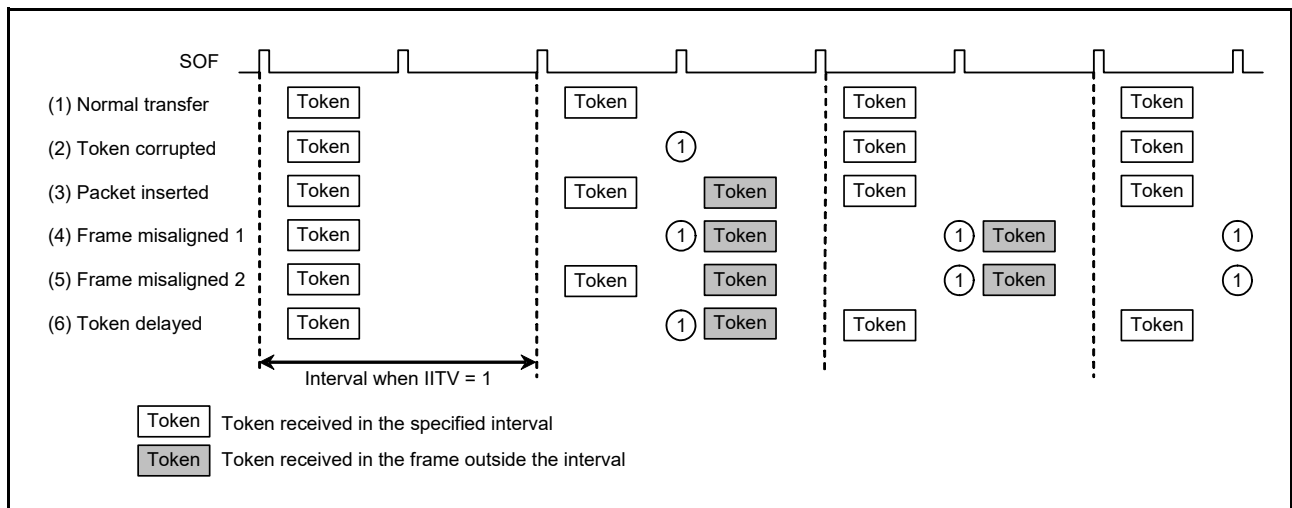 SOF
(1) Normal transfer Token Token Token Token
(2) Token corrupted Token 1 Token Token
(3) Packet inserted Token Token Token Token Token
(4) Frame misaligned 1 Token 1 Token 1 Token 1
(5) Frame misaligned 2 Token Token Token 1 Token 1
(6) Token delayed Token 1 Token Token Token
Interval when IITV = 1
Token Token received in the specified interval
Token Token received in the frame outside the interval